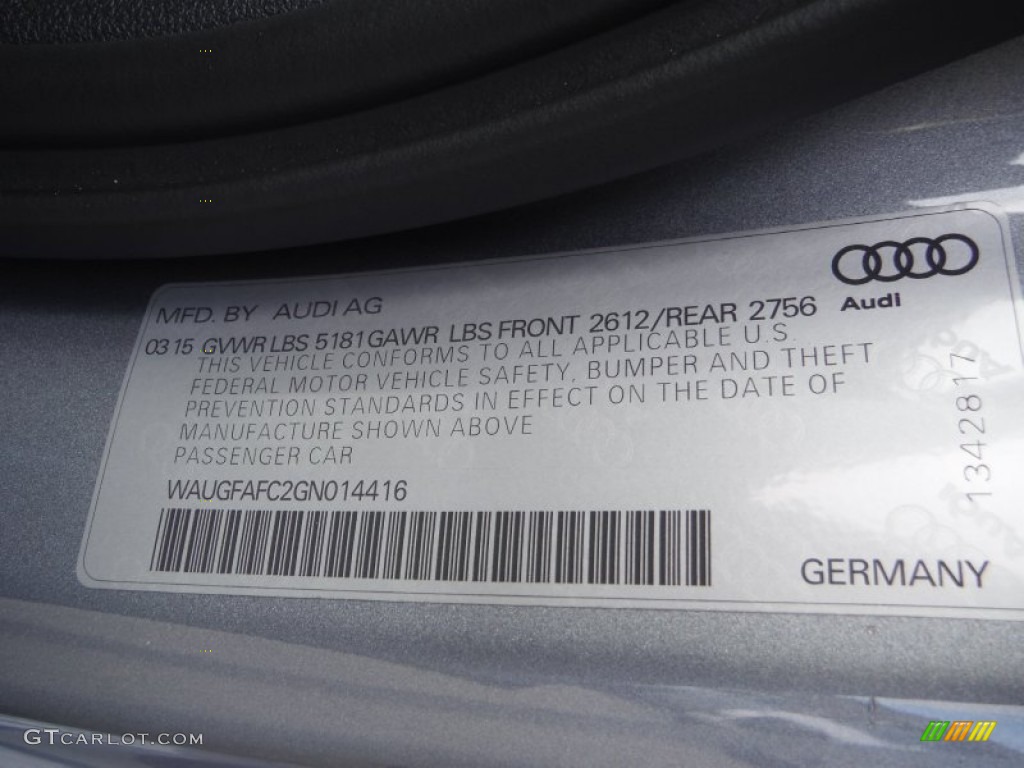 MFD. BY AUDI AG
Audi
03 15 GVWR LBS 5181 GAWR LBS FRONT 2612/REAR 2756
THIS VEHICLE CONFORMS TO ALL APPLICABLE U.S.
FEDERAL MOTOR VEHICLE SAFETY, BUMPER AND THEFT
PREVENTION STANDARDS IN EFFECT ON THE DATE OF
MANUFACTURE SHOWN ABOVE
PASSENGER CAR
WAUGFAFC2GN014416
1342817
GERMANY
GTCARLOT.COM